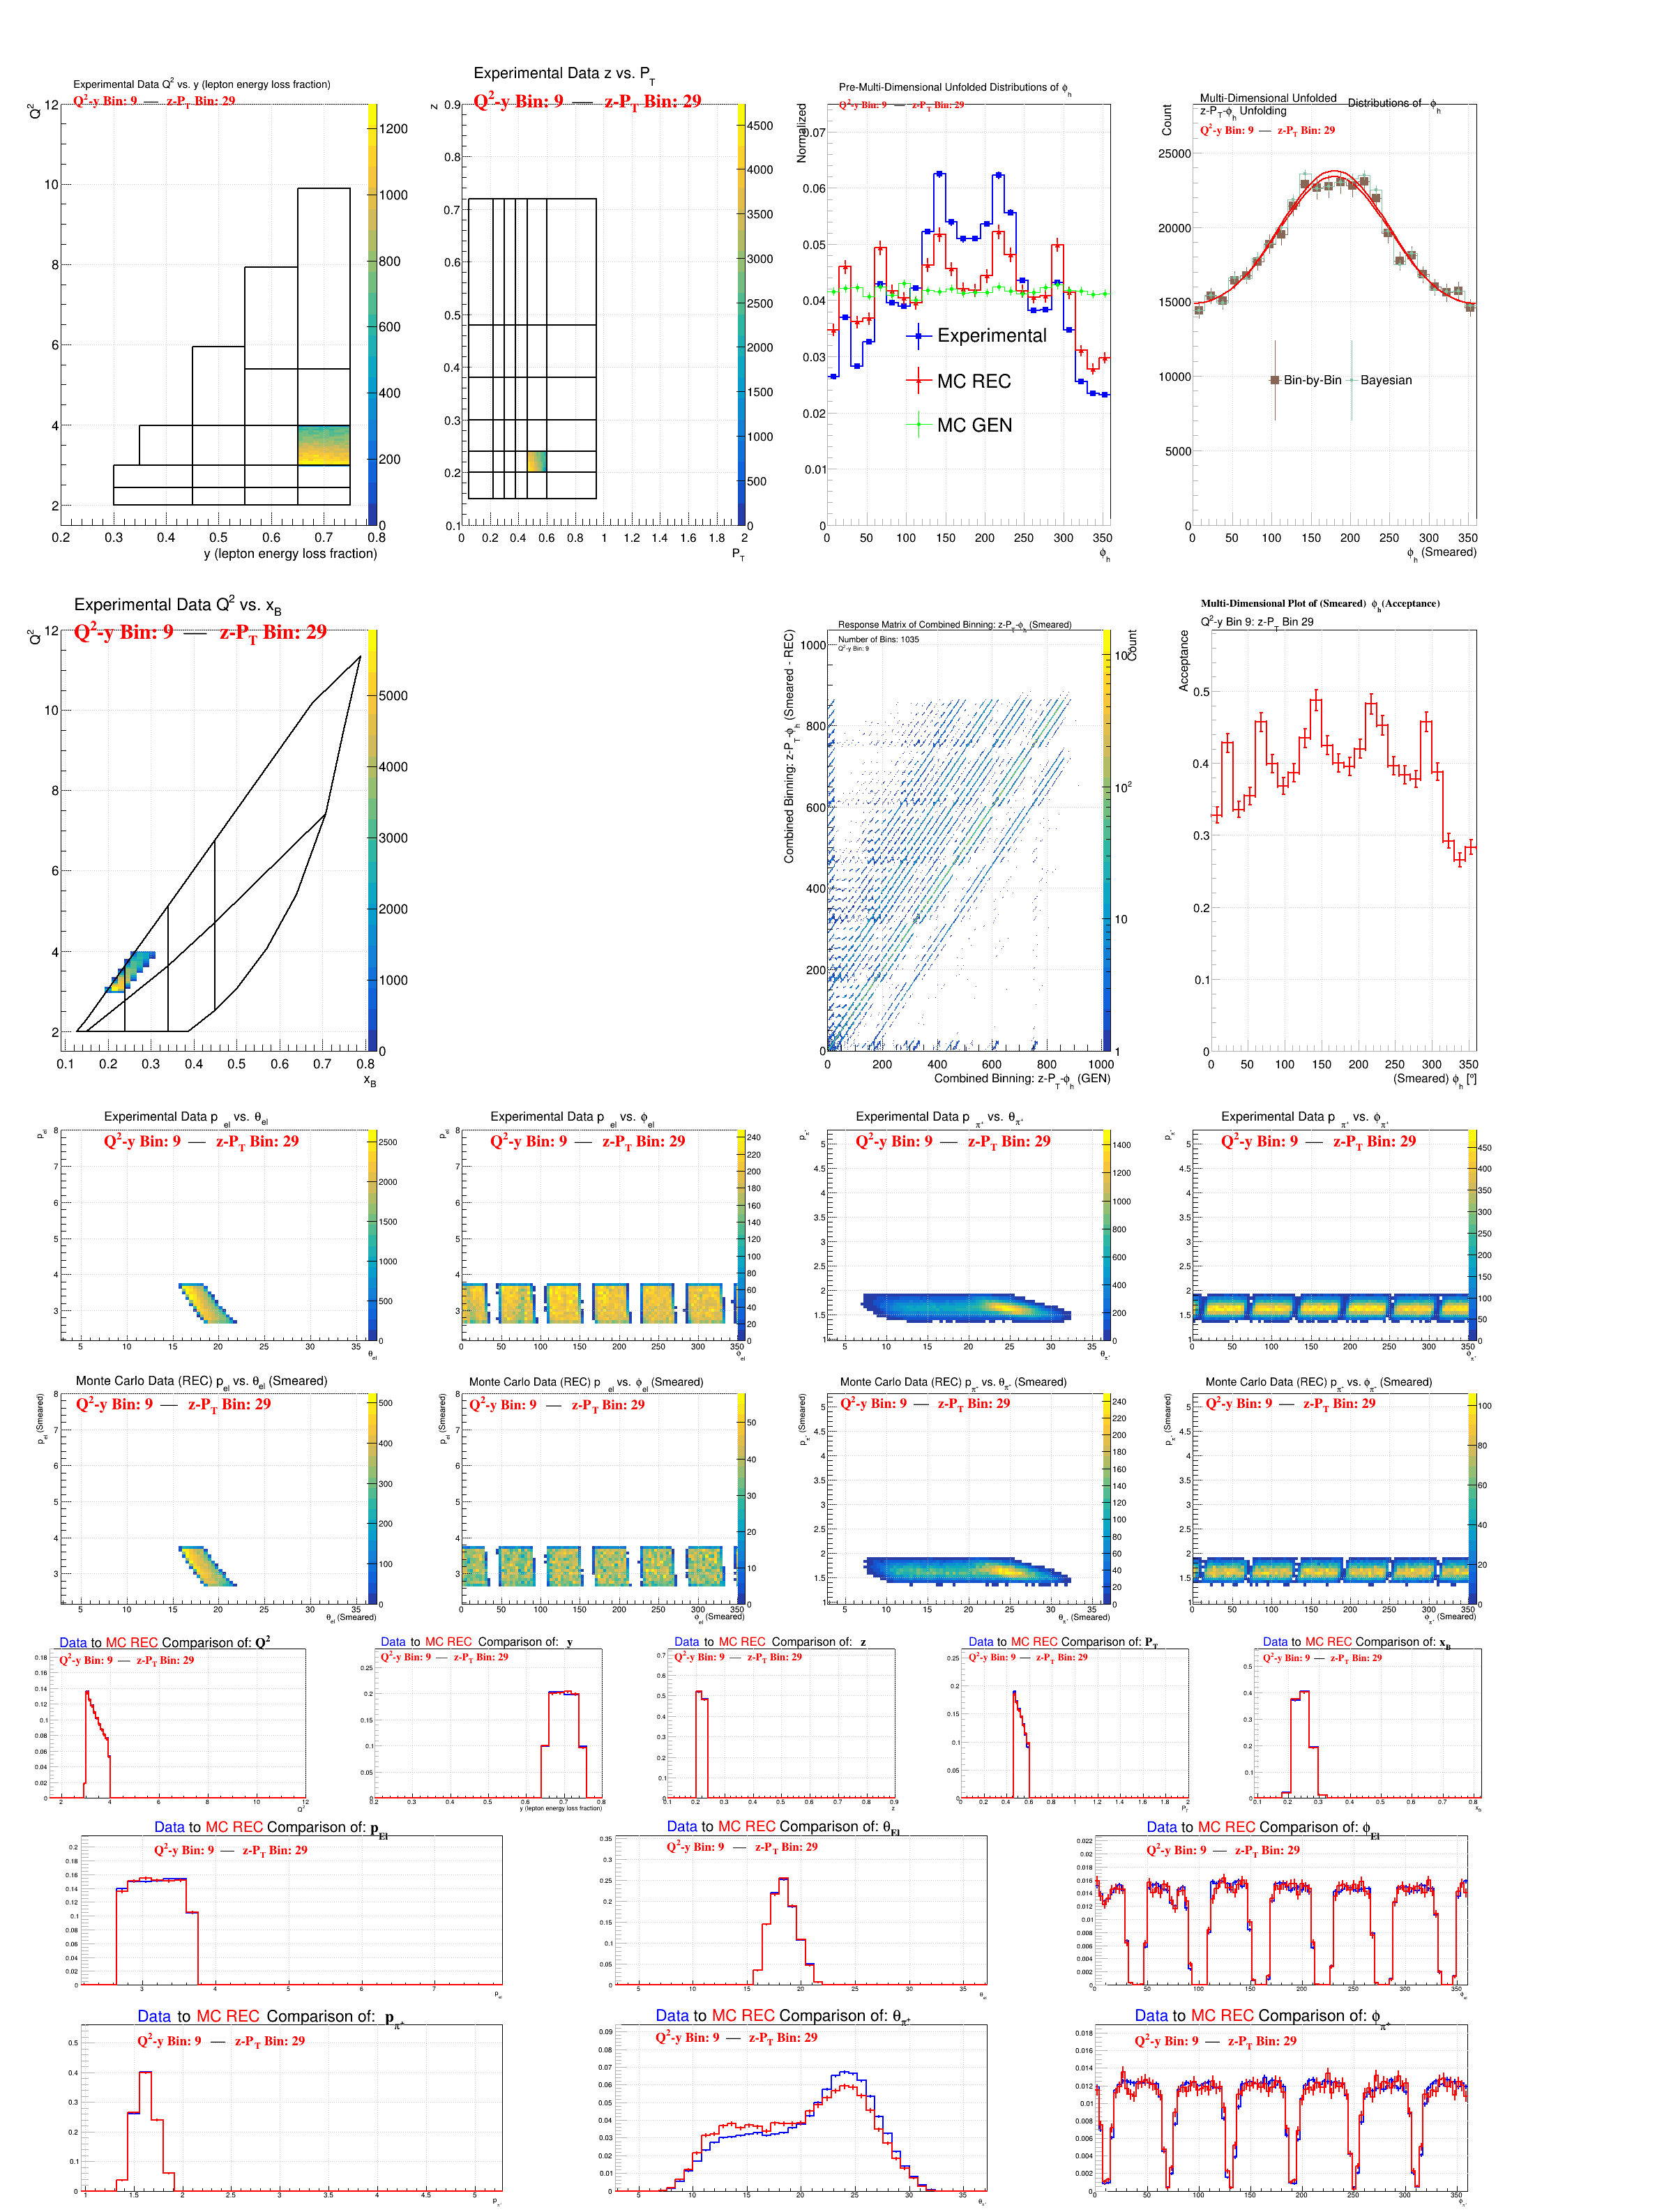 Experimental Data Q² vs. y (lepton energy loss fraction)
Q²-y Bin: 9 — z-P_T Bin: 29
Q²
y (lepton energy loss fraction)
Experimental Data z vs. P_T
Q²-y Bin: 9 — z-P_T Bin: 29
z
P_T
Pre-Multi-Dimensional Unfolded Distributions of ϕ_h
Q²-y Bin: 9 — z-P_T Bin: 29
Normalized
Experimental
MC REC
MC GEN
ϕ_h
Multi-Dimensional Unfolded Distributions of ϕ_h
z-P_T-ϕ_h Unfolding
Q²-y Bin: 9 — z-P_T Bin: 29
Count
Bin-by-Bin
Bayesian
ϕ_h (Smeared)
Experimental Data Q² vs. x_B
Q²-y Bin: 9 — z-P_T Bin: 29
Q²
x_B
Response Matrix of Combined Binning: z-P_T-ϕ_h (Smeared)
Number of Bins: 1035
Q²-y Bin: 9
Combined Binning: z-P_T-ϕ_h (Smeared - REC)
Count
Combined Binning: z-P_T-ϕ_h (GEN)
Multi-Dimensional Plot of (Smeared) ϕ_h (Acceptance)
Q²-y Bin 9: z-P_T Bin 29
Acceptance
(Smeared) ϕ_h [°]
Experimental Data p_el vs. θ_el
Q²-y Bin: 9 — z-P_T Bin: 29
p_el
θ_el
Experimental Data p_el vs. ϕ_el
Q²-y Bin: 9 — z-P_T Bin: 29
p_el
ϕ_el
Experimental Data p_π⁺ vs. θ_π⁺
Q²-y Bin: 9 — z-P_T Bin: 29
p_π⁺
θ_π⁺
Experimental Data p_π⁺ vs. ϕ_π⁺
Q²-y Bin: 9 — z-P_T Bin: 29
p_π⁺
ϕ_π⁺
Monte Carlo Data (REC) p_el vs. θ_el (Smeared)
Q²-y Bin: 9 — z-P_T Bin: 29
p_el (Smeared)
θ_el (Smeared)
Monte Carlo Data (REC) p_el vs. ϕ_el (Smeared)
Q²-y Bin: 9 — z-P_T Bin: 29
p_el (Smeared)
ϕ_el (Smeared)
Monte Carlo Data (REC) p_π⁺ vs. θ_π⁺ (Smeared)
Q²-y Bin: 9 — z-P_T Bin: 29
p_π⁺ (Smeared)
θ_π⁺ (Smeared)
Monte Carlo Data (REC) p_π⁺ vs. ϕ_π⁺ (Smeared)
Q²-y Bin: 9 — z-P_T Bin: 29
p_π⁺ (Smeared)
ϕ_π⁺ (Smeared)
Data to MC REC Comparison of: Q²
Q²-y Bin: 9 — z-P_T Bin: 29
Q²
Data to MC REC Comparison of: y
Q²-y Bin: 9 — z-P_T Bin: 29
y (lepton energy loss fraction)
Data to MC REC Comparison of: z
Q²-y Bin: 9 — z-P_T Bin: 29
z
Data to MC REC Comparison of: P_T
Q²-y Bin: 9 — z-P_T Bin: 29
P_T
Data to MC REC Comparison of: x_B
Q²-y Bin: 9 — z-P_T Bin: 29
x_B
Data to MC REC Comparison of: p_El
Q²-y Bin: 9 — z-P_T Bin: 29
p_el
Data to MC REC Comparison of: θ_El
Q²-y Bin: 9 — z-P_T Bin: 29
θ_el
Data to MC REC Comparison of: ϕ_El
Q²-y Bin: 9 — z-P_T Bin: 29
ϕ_el
Data to MC REC Comparison of: p_π⁺
Q²-y Bin: 9 — z-P_T Bin: 29
p_π⁺
Data to MC REC Comparison of: θ_π⁺
Q²-y Bin: 9 — z-P_T Bin: 29
θ_π⁺
Data to MC REC Comparison of: ϕ_π⁺
Q²-y Bin: 9 — z-P_T Bin: 29
ϕ_π⁺